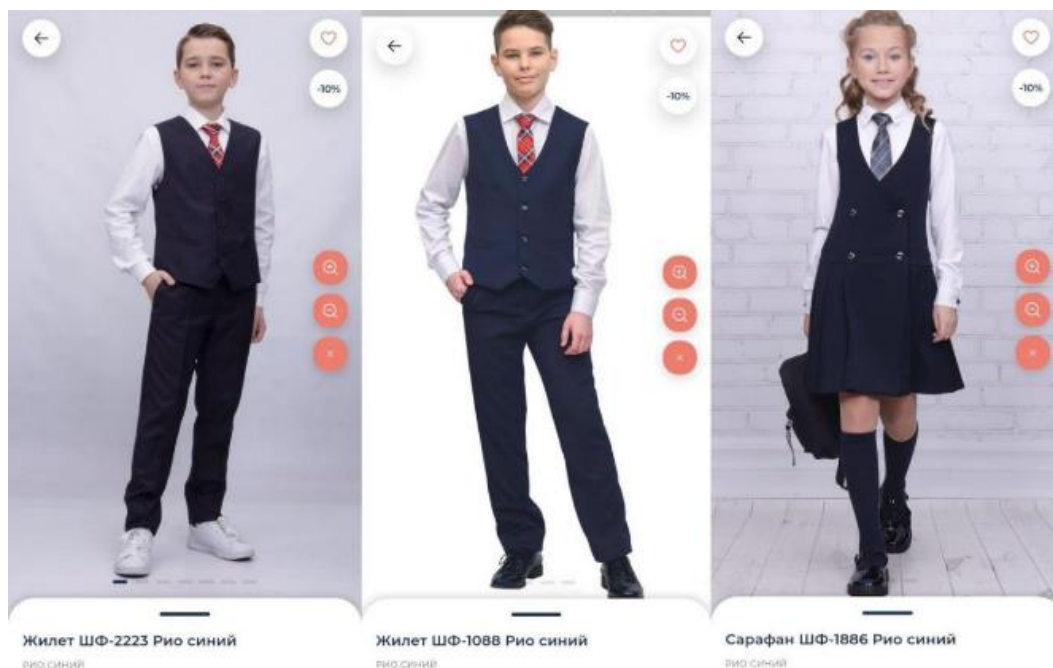 -10%
Жилет ШФ-2223 Рио синий
РИО СИНИЙ
-10%
Жилет ШФ-1088 Рио синий
РИО СИНИЙ
-10%
Сарафан ШФ-1886 Рио синий
РИО СИНИЙ